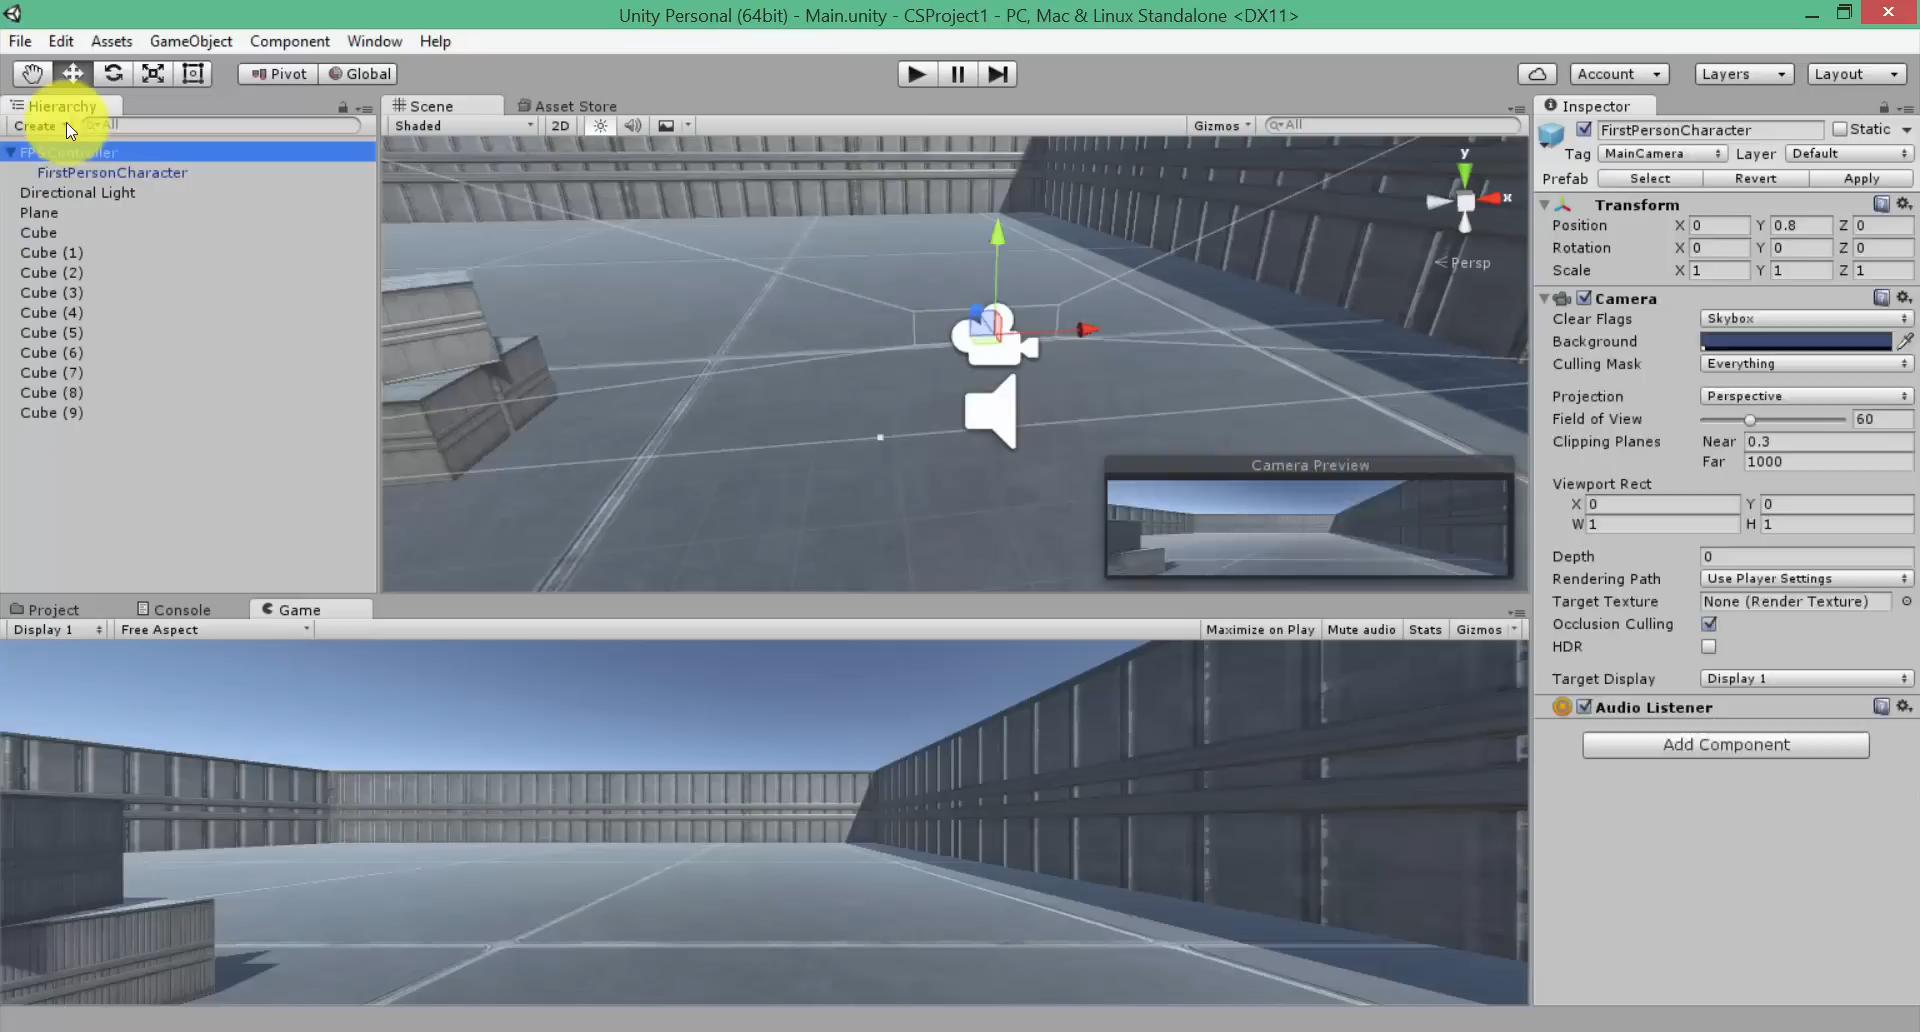 Unity Personal (64bit) - Main.unity - CSProject1 - PC, Mac & Linux Standalone <DX11>
File Edit Assets GameObject Component Window Help
Pivot Global Account Layers Layout
Hierarchy
Create All
FPSController
FirstPersonCharacter
Directional Light
Plane
Cube
Cube (1)
Cube (2)
Cube (3)
Cube (4)
Cube (5)
Cube (6)
Cube (7)
Cube (8)
Cube (9)
Scene Asset Store
Shaded 2D Gizmos All
y
x
Persp
Camera Preview
Project Console Game
Display 1 Free Aspect Maximize on Play Mute audio Stats Gizmos
Inspector
FirstPersonCharacter Static
Tag MainCamera Layer Default
Prefab Select Revert Apply
Transform
Position X 0 Y 0.8 Z 0
Rotation X 0 Y 0 Z 0
Scale X 1 Y 1 Z 1
Camera
Clear Flags Skybox
Background
Culling Mask Everything
Projection Perspective
Field of View 60
Clipping Planes Near 0.3
Far 1000
Viewport Rect
X 0 Y 0
W 1 H 1
Depth 0
Rendering Path Use Player Settings
Target Texture None (Render Texture)
Occlusion Culling
HDR
Target Display Display 1
Audio Listener
Add Component